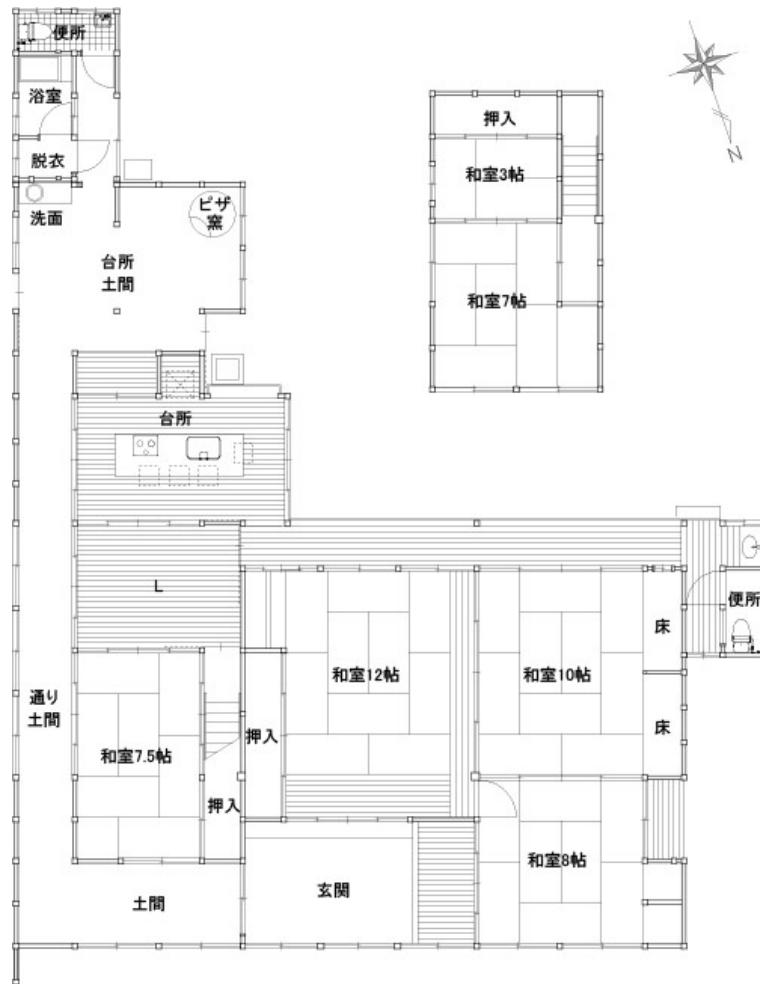 便所
浴室
脱衣
洗面
ピザ
窯
台所
土間
押入
和室3帖
和室7帖
N
台所
L
便所
床
和室12帖
和室10帖
通り
土間
和室7.5帖
押入
床
押入
和室8帖
土間
玄関